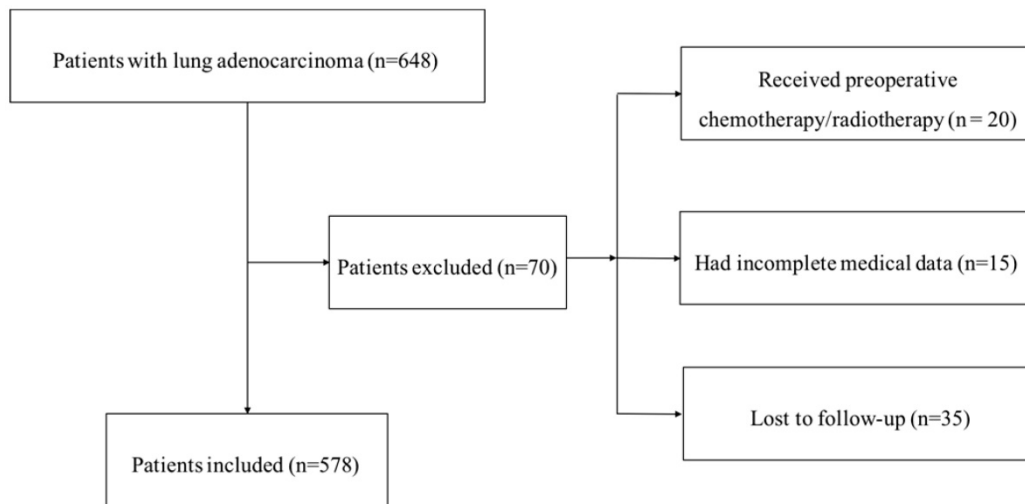 Patients with lung adenocarcinoma (n=648)
Received preoperative
chemotherapy/radiotherapy (n= 20)
Patients excluded (n=70)
Had incomplete medical data (n=15)
Lost to follow-up (n=35)
Patients included (n=578)